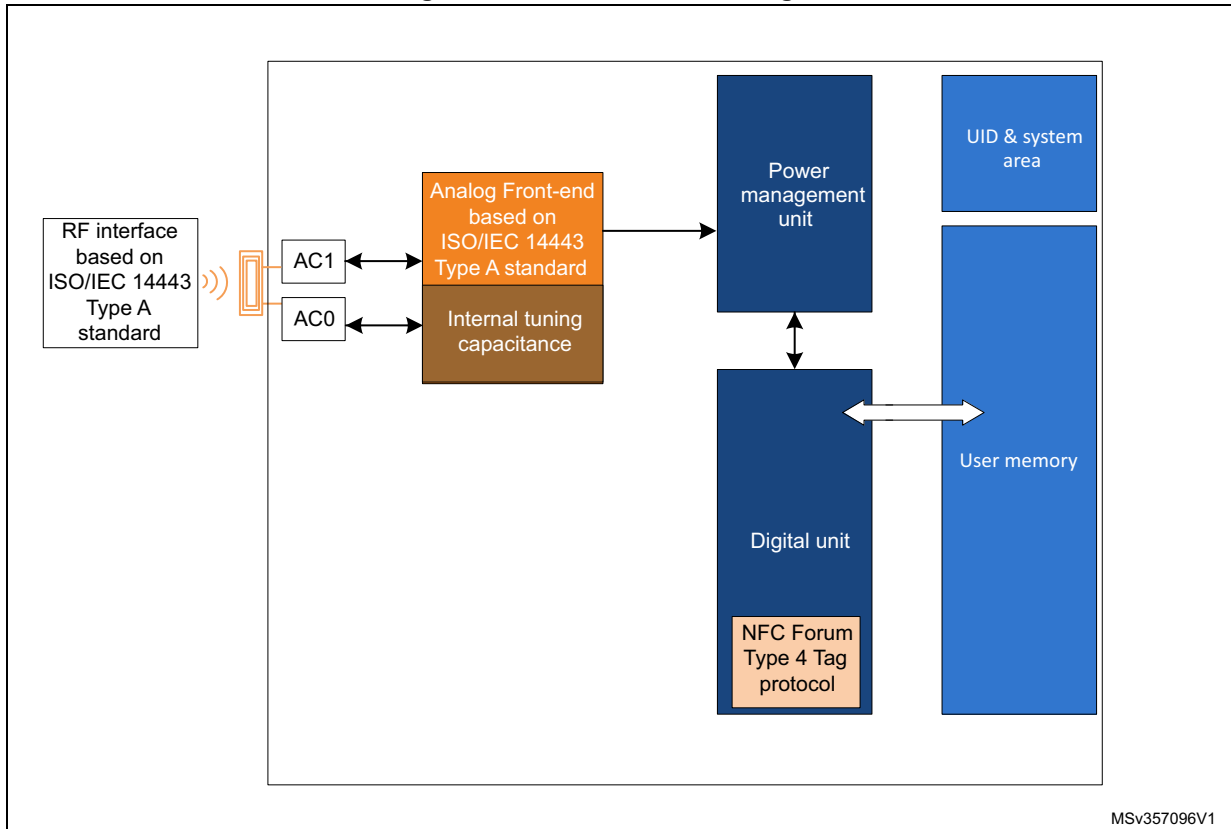 RF interface
based on
ISO/IEC 14443
Type A
standard
AC1
AC0
Analog Front-end
based on
ISO/IEC 14443
Type A standard
Internal tuning
capacitance
Power
management
unit
Digital unit
NFC Forum
Type 4 Tag
protocol
UID & system
area
User memory
MSv357096V1